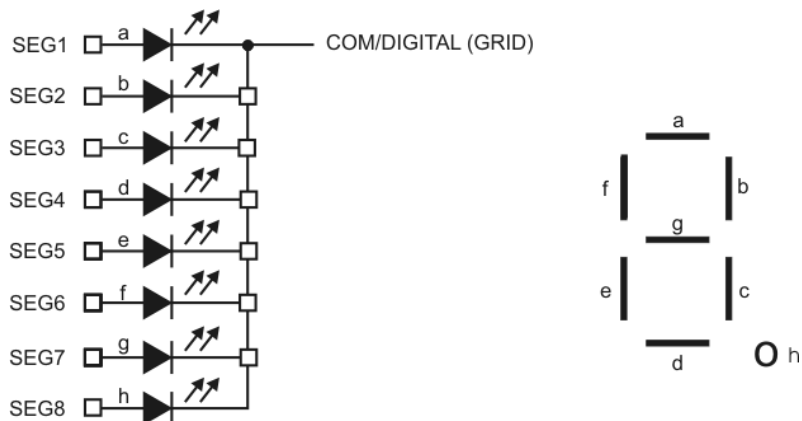 SEG1 a COM/DIGITAL (GRID)
SEG2 b
SEG3 c
SEG4 d
SEG5 e
SEG6 f
SEG7 g
SEG8 h
a
f b
g
e c
d h